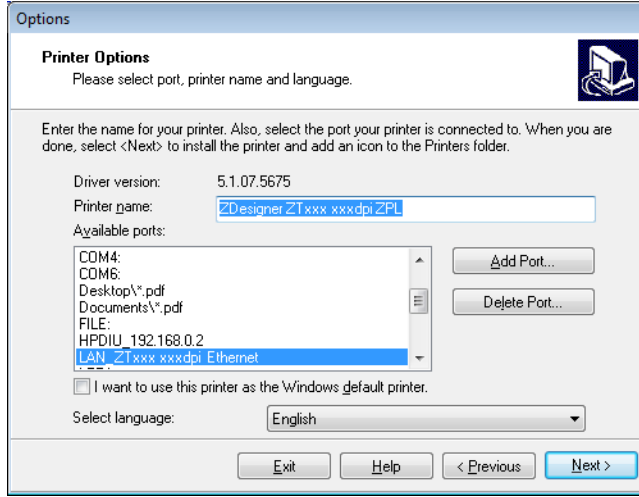 Options
Printer Options
Please select port, printer name and language.
Enter the name for your printer. Also, select the port your printer is connected to. When you are
done, select <Next> to install the printer and add an icon to the Printers folder.
Driver version: 5.1.07.5675
Printer name: ZDesigner ZTxxx xxxdpi ZPL
Available ports:
COM4:
COM6:
Desktop\*.pdf
Documents\*.pdf
FILE:
HPDIU_192.168.0.2
LAN_ZTxxx xxxdpi Ethernet
Add Port...
Delete Port...
I want to use this printer as the Windows default printer.
Select language: English
Exit Help < Previous Next >